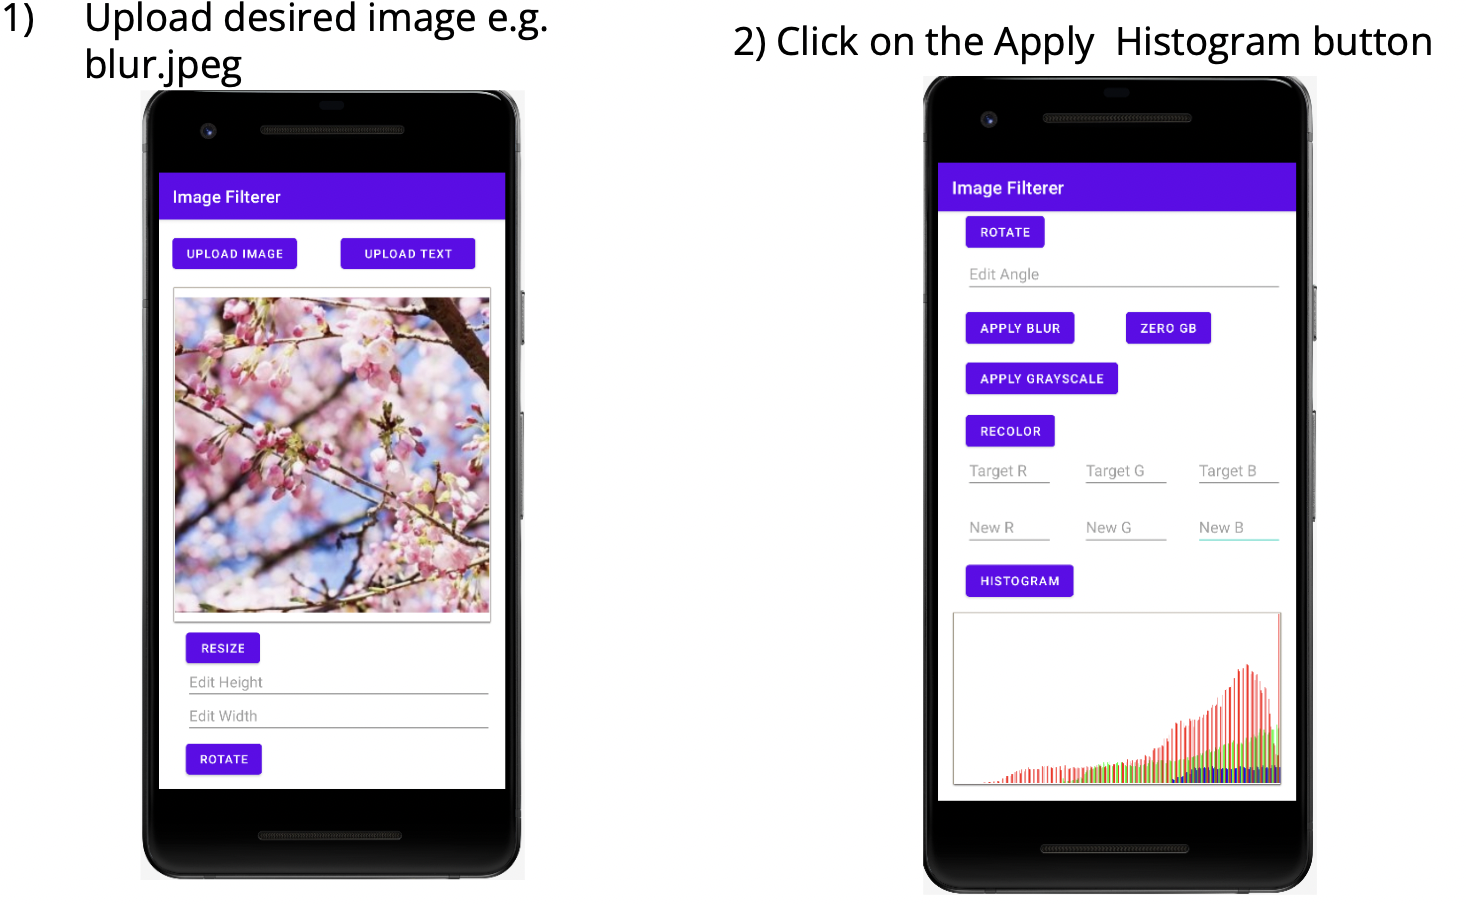 1) Upload desired image e.g.
blur.jpeg
Image Filterer
UPLOAD IMAGE UPLOAD TEXT
RESIZE
Edit Height
Edit Width
ROTATE
2) Click on the Apply Histogram button
Image Filterer
ROTATE
Edit Angle
APPLY BLUR ZERO GB
APPLY GRAYSCALE
RECOLOR
Target R Target G Target B
New R New G New B
HISTOGRAM